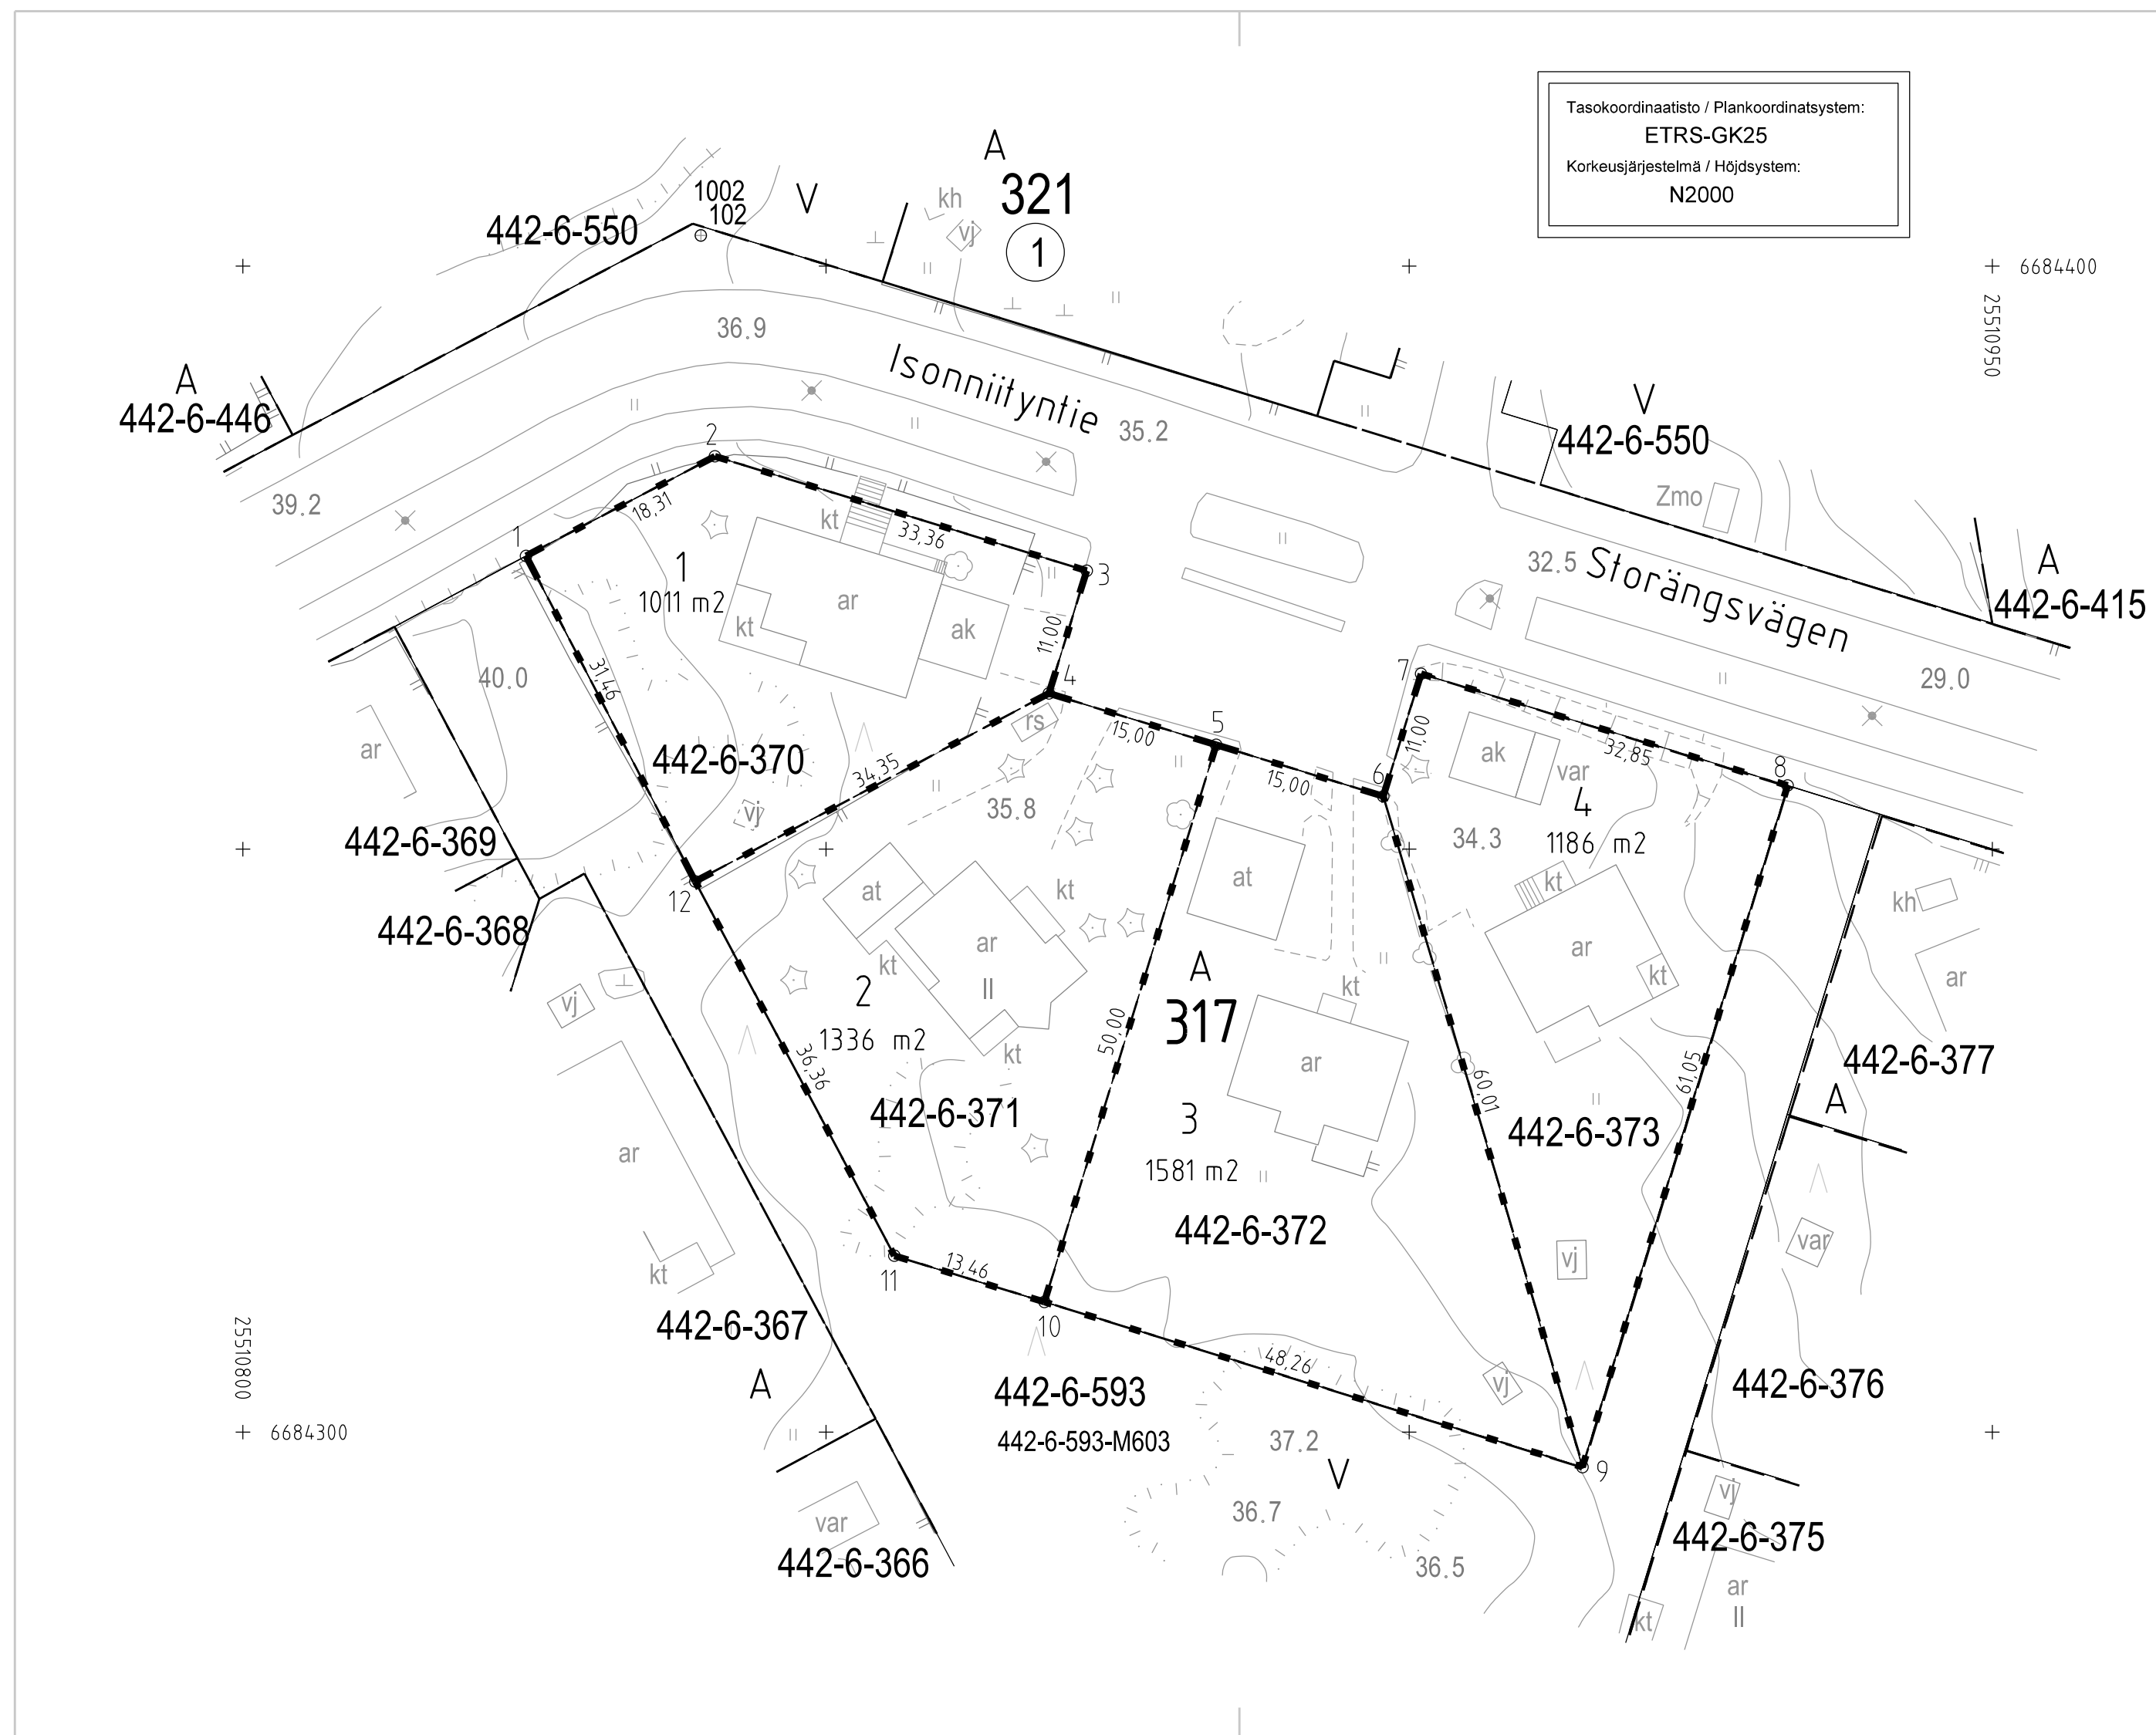 Tasokoordinaatisto / Plankoordinatsystem:
ETRS-GK25
Korkeusjärjestelmä / Höjdsystem:
N2000
A
321
1
kh
vj
V
1002
102
442-6-550
6684400
25510950
36.9
Isonniityntie
35.2
A
442-6-446
39.2
V
442-6-550
Zmo
32.5
Storängsvägen
A
442-6-415
29.0
2
18,31
1
33,36
kt
3
1
1011 m2
ar
kt
ak
11,00
4
40.0
31,46
ar
442-6-370
34,35
rs
15,00
5
15,00
6
7
11,00
ak
var
32,85
8
4
1186 m2
34.3
35.8
vj
442-6-369
12
442-6-368
at
kt
ar
II
kt
kt
at
A
317
kt
ar
kt
ar
kt
kh
ar
vj
2
1336 m2
36,36
50,00
442-6-371
3
1581 m2
442-6-372
60,01
61,05
442-6-373
442-6-377
A
ar
kt
442-6-367
A
11
13,46
10
48,26
vj
vj
var
442-6-376
25510800
6684300
442-6-593
442-6-593-M603
37.2
V
9
36.7
36.5
var
442-6-366
vj
442-6-375
ar
II
kt